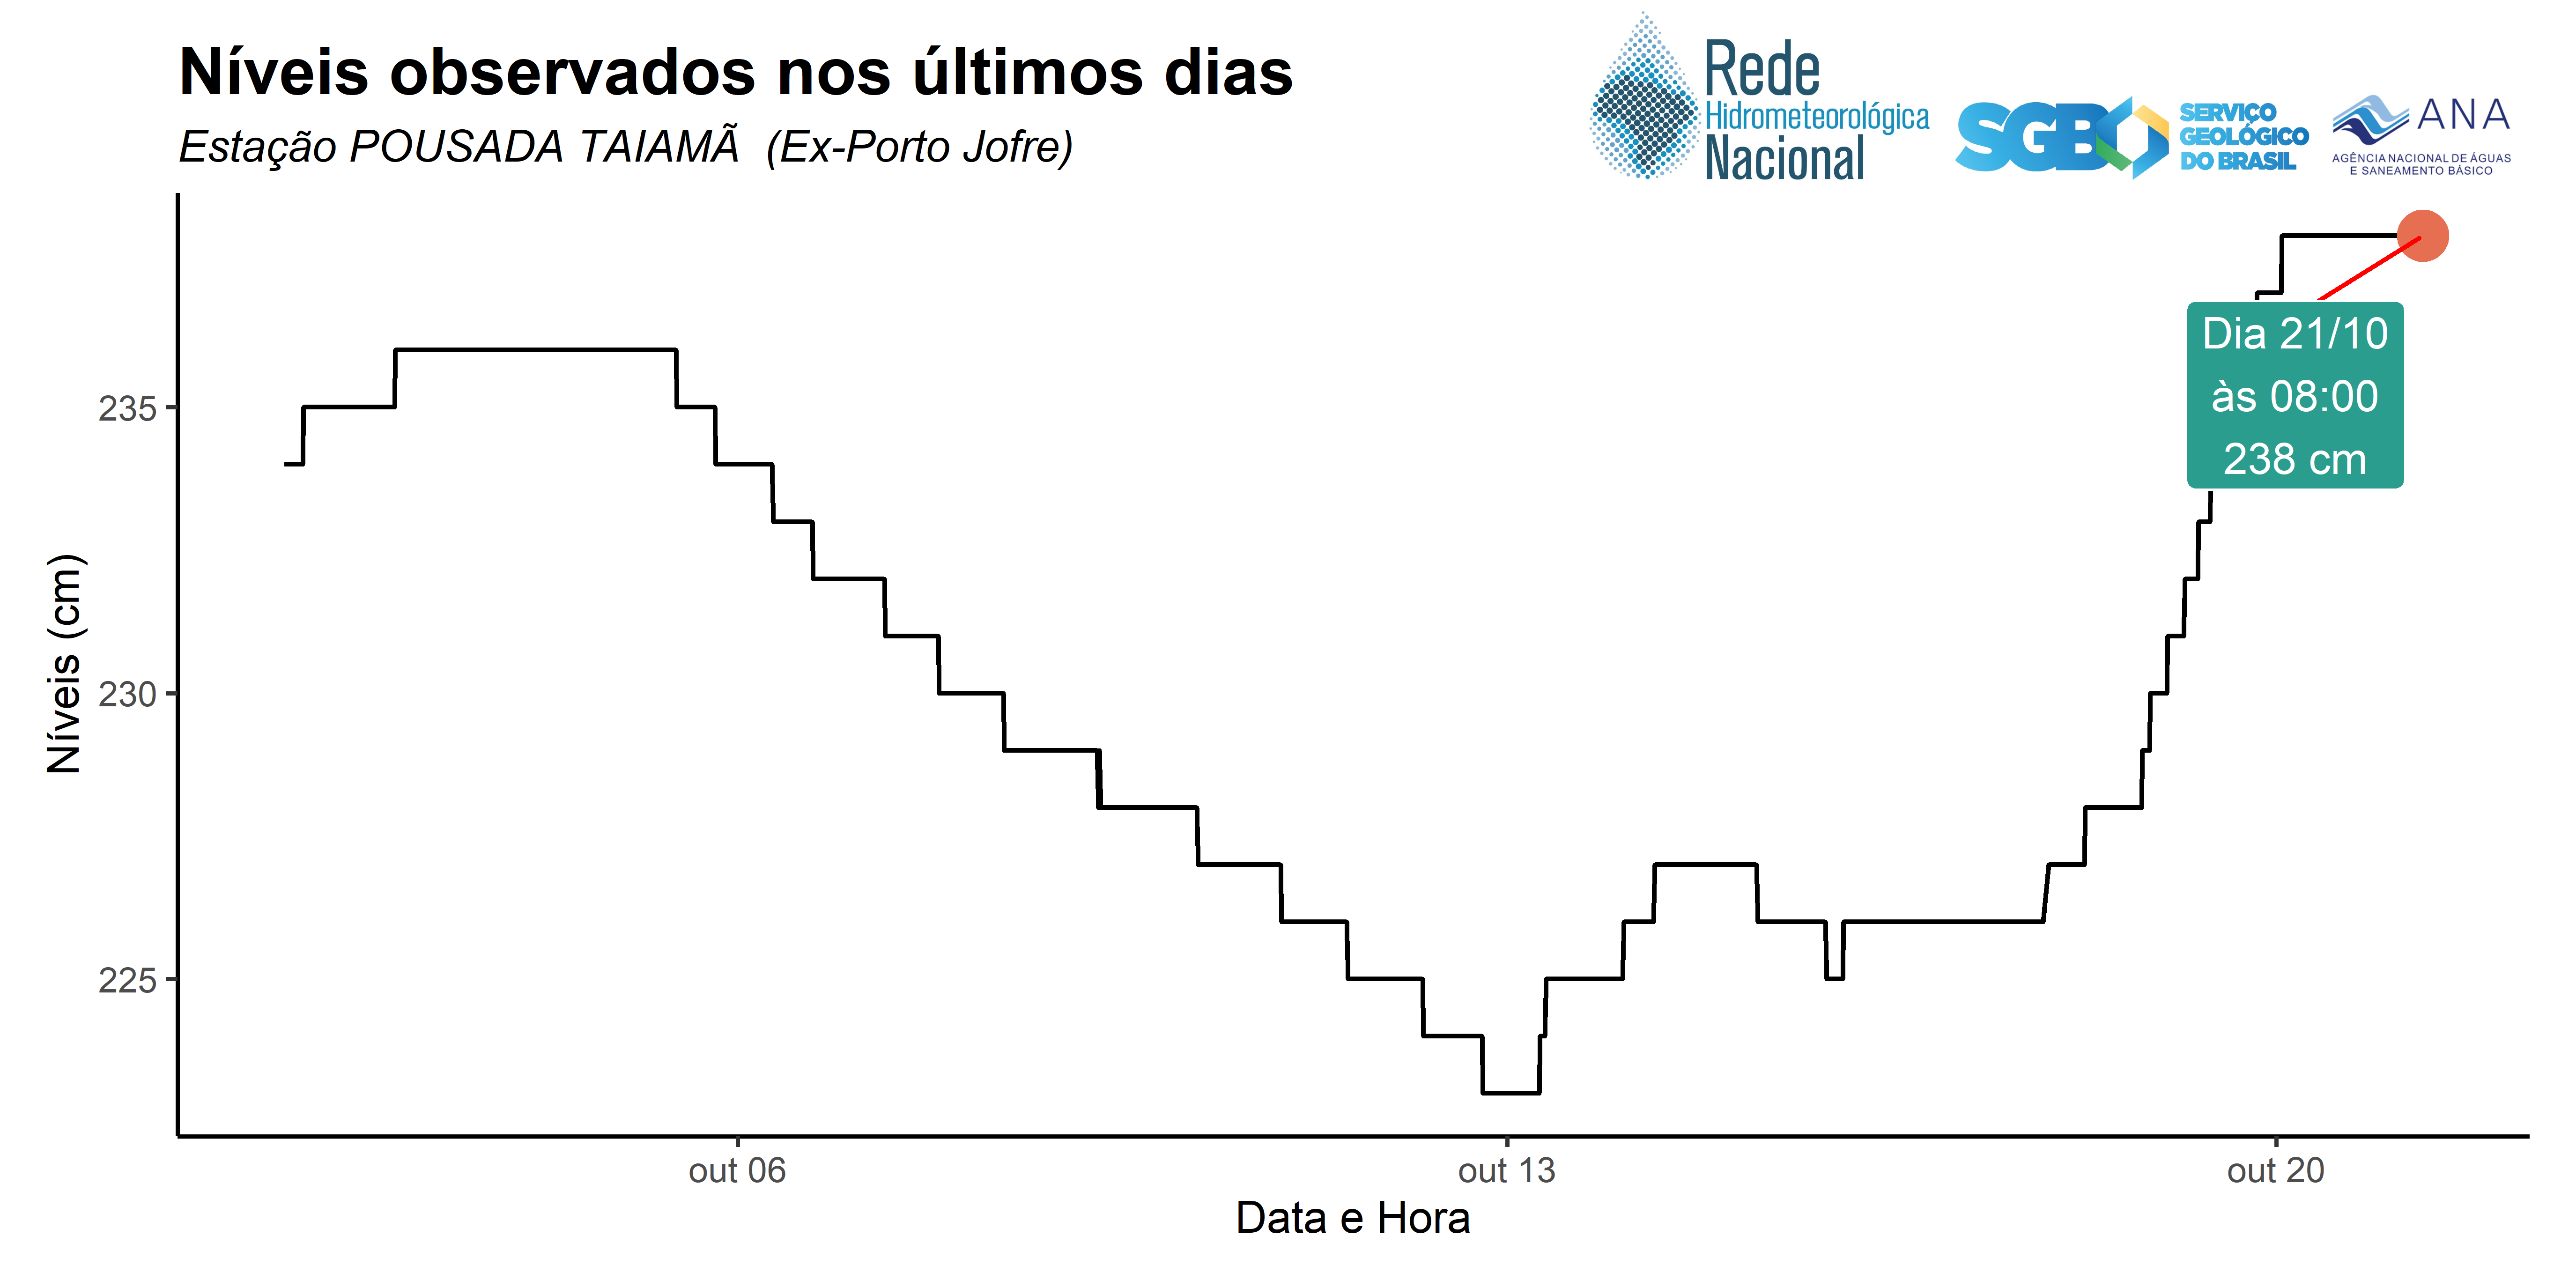 Níveis observados nos últimos dias
Estação POUSADA TAIAMÃ (Ex-Porto Jofre)
Rede
Hidrometeorológica
Nacional
SGB
SERVIÇO
GEOLÓGICO
DO BRASIL
ANA
AGÊNCIA NACIONAL DE ÁGUAS
E SANEAMENTO BÁSICO
Dia 21/10
às 08:00
238 cm
Níveis (cm)
235
230
225
out 06
out 13
out 20
Data e Hora